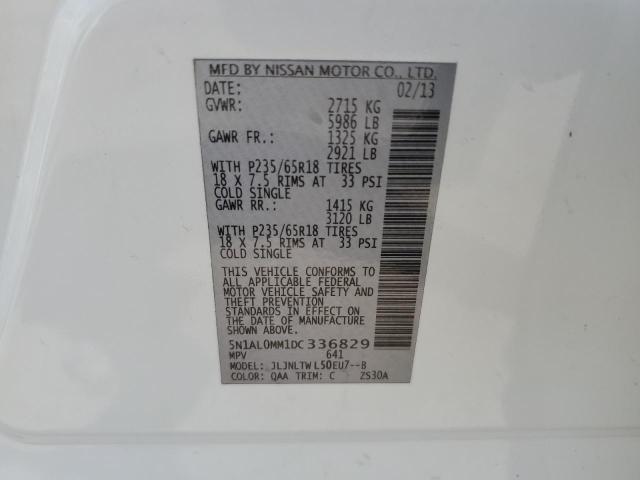 MFD BY NISSAN MOTOR CO., LTD.
DATE: 02/13
GVWR: 2715 KG
5986 LB
GAWR FR.: 1325 KG
2921 LB
WITH P235/65R18 TIRES
18 X 7.5 RIMS AT 33 PSI
COLD SINGLE
GAWR RR.: 1415 KG
3120 LB
WITH P235/65R18 TIRES
18 X 7.5 RIMS AT 33 PSI
COLD SINGLE
THIS VEHICLE CONFORMS TO
ALL APPLICABLE FEDERAL
MOTOR VEHICLE SAFETY AND
THEFT PREVENTION
STANDARDS IN EFFECT ON THE
DATE OF MANUFACTURE
SHOWN ABOVE.
5N1AL0MM1DC336829
MPV 641
MODEL: JLJNLTWL50EU7--B
COLOR: QAA TRIM: C ZS30A